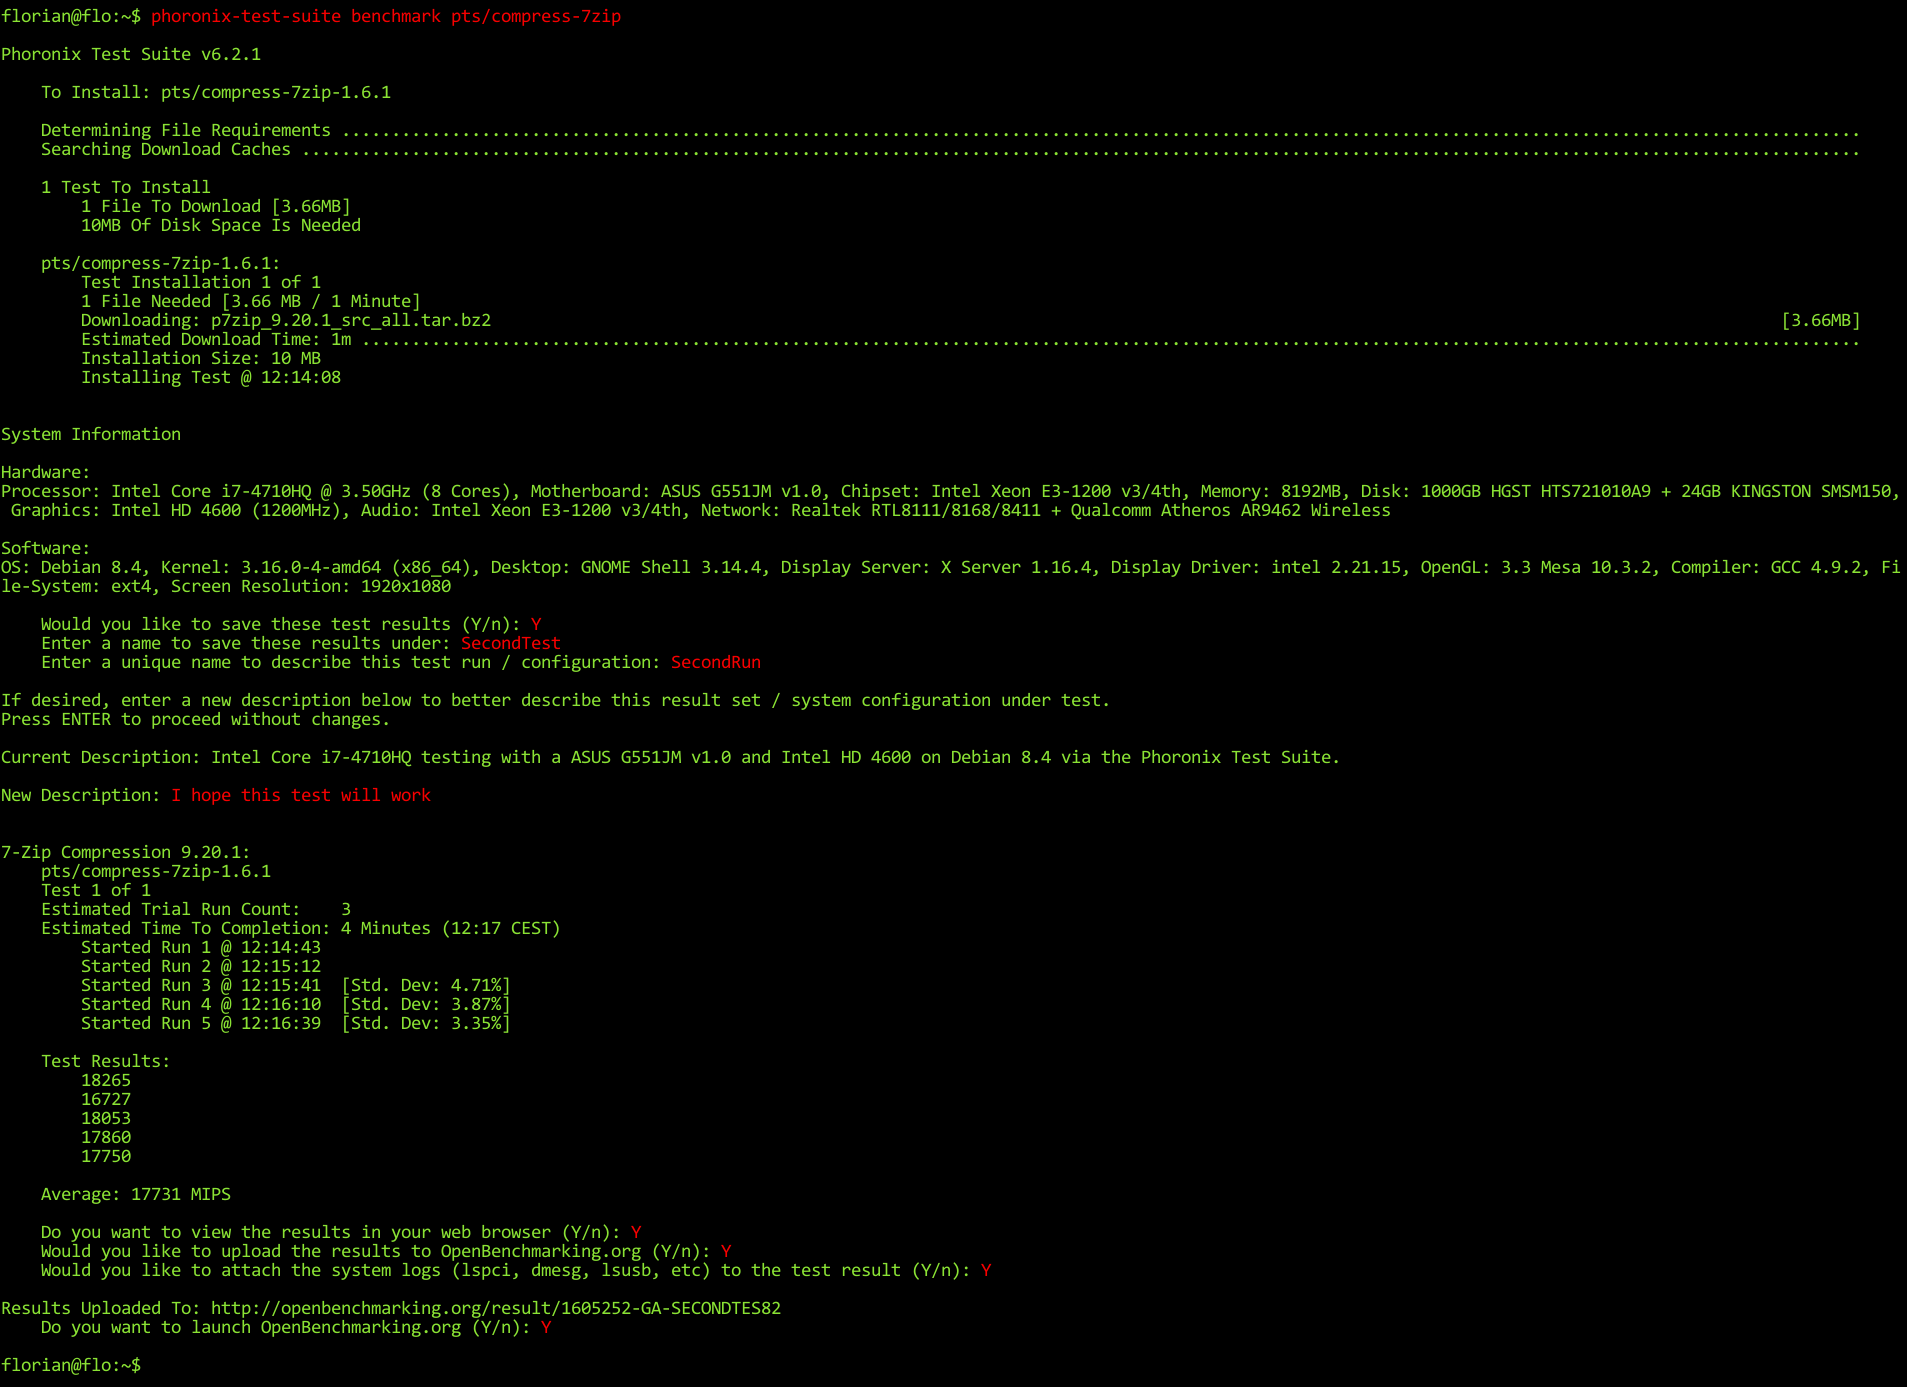 florian@flo:~$ phoronix-test-suite benchmark pts/compress-7zip
Phoronix Test Suite v6.2.1
To Install: pts/compress-7zip-1.6.1
Determining File Requirements ........................................................................................................................................................
Searching Download Caches ............................................................................................................................................................
1 Test To Install
1 File To Download [3.66MB]
10MB Of Disk Space Is Needed
pts/compress-7zip-1.6.1:
Test Installation 1 of 1
1 File Needed [3.66 MB / 1 Minute]
Downloading: p7zip_9.20.1_src_all.tar.bz2 [3.66MB]
Estimated Download Time: 1m ......................................................................................................................................................
Installation Size: 10 MB
Installing Test @ 12:14:08
System Information
Hardware:
Processor: Intel Core i7-4710HQ @ 3.50GHz (8 Cores), Motherboard: ASUS G551JM v1.0, Chipset: Intel Xeon E3-1200 v3/4th, Memory: 8192MB, Disk: 1000GB HGST HTS721010A9 + 24GB KINGSTON SMSM150,
Graphics: Intel HD 4600 (1200MHz), Audio: Intel Xeon E3-1200 v3/4th, Network: Realtek RTL8111/8168/8411 + Qualcomm Atheros AR9462 Wireless
Software:
OS: Debian 8.4, Kernel: 3.16.0-4-amd64 (x86_64), Desktop: GNOME Shell 3.14.4, Display Server: X Server 1.16.4, Display Driver: intel 2.21.15, OpenGL: 3.3 Mesa 10.3.2, Compiler: GCC 4.9.2, Fi
le-System: ext4, Screen Resolution: 1920x1080
Would you like to save these test results (Y/n): Y
Enter a name to save these results under: SecondTest
Enter a unique name to describe this test run / configuration: SecondRun
If desired, enter a new description below to better describe this result set / system configuration under test.
Press ENTER to proceed without changes.
Current Description: Intel Core i7-4710HQ testing with a ASUS G551JM v1.0 and Intel HD 4600 on Debian 8.4 via the Phoronix Test Suite.
New Description: I hope this test will work
7-Zip Compression 9.20.1:
pts/compress-7zip-1.6.1
Test 1 of 1
Estimated Trial Run Count: 3
Estimated Time To Completion: 4 Minutes (12:17 CEST)
Started Run 1 @ 12:14:43
Started Run 2 @ 12:15:12
Started Run 3 @ 12:15:41 [Std. Dev: 4.71%]
Started Run 4 @ 12:16:10 [Std. Dev: 3.87%]
Started Run 5 @ 12:16:39 [Std. Dev: 3.35%]
Test Results:
18265
16727
18053
17860
17750
Average: 17731 MIPS
Do you want to view the results in your web browser (Y/n): Y
Would you like to upload the results to OpenBenchmarking.org (Y/n): Y
Would you like to attach the system logs (lspci, dmesg, lsusb, etc) to the test result (Y/n): Y
Results Uploaded To: http://openbenchmarking.org/result/1605252-GA-SECONDTES82
Do you want to launch OpenBenchmarking.org (Y/n): Y
florian@flo:~$